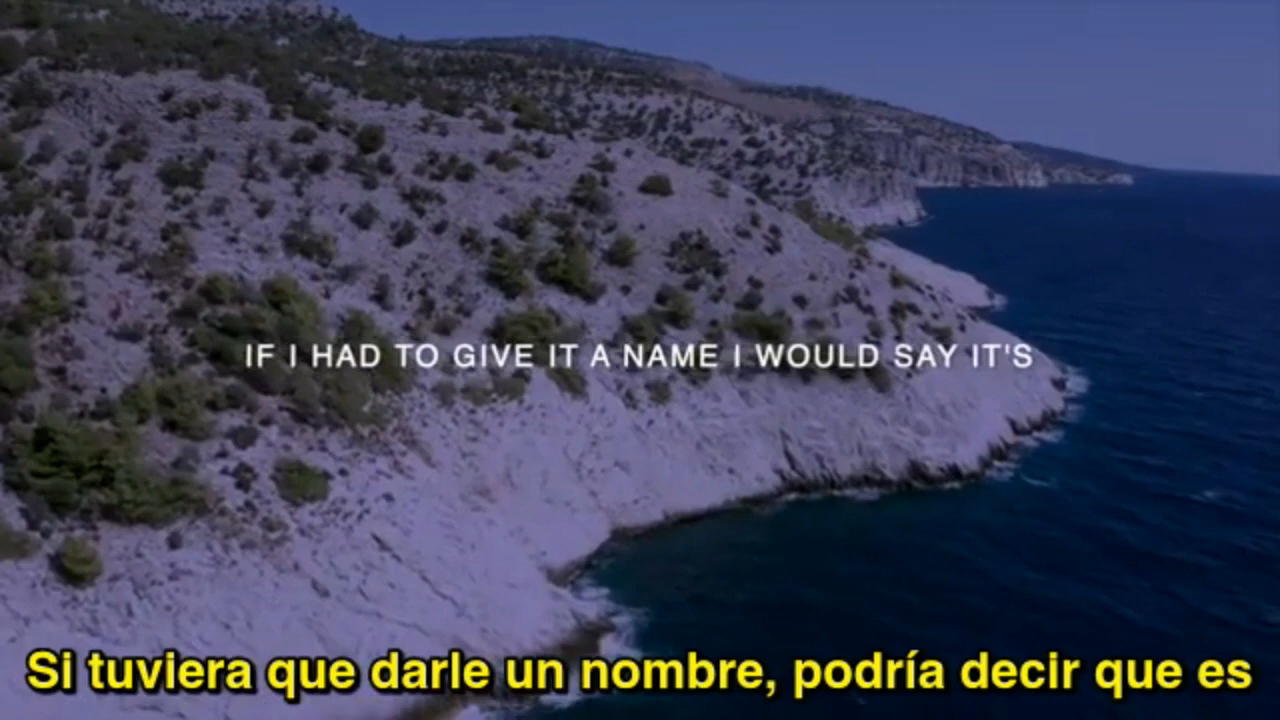 IF I HAD TO GIVE IT A NAME I WOULD SAY IT'S
Si tuviera que darle un nombre, podría decir que es